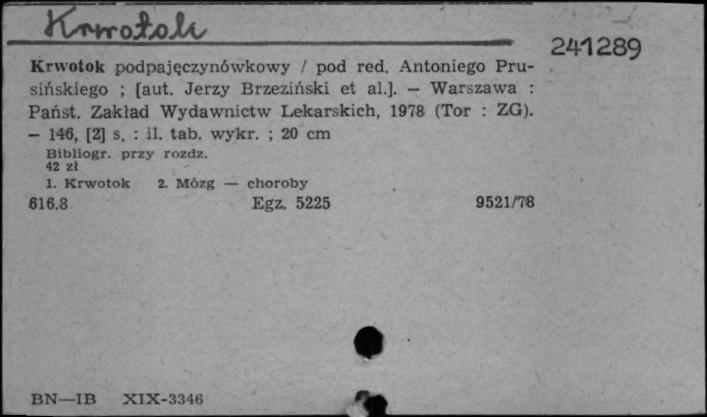 Krwotok
241289
Krwotok podpajęczynówkowy / pod red. Antoniego Pru-
sińskiego ; [aut. Jerzy Brzeziński et al.]. — Warszawa :
Państ. Zakład Wydawnictw Lekarskich, 1978 (Tor : ZG).
— 146, [2] s. : il. tab. wykr. ; 20 cm
Bibliogr. przy rozdz.
42 zł
1. Krwotok 2. Mózg — choroby
616.8 Egz. 5225 9521/78
BN—IB XIX-3346